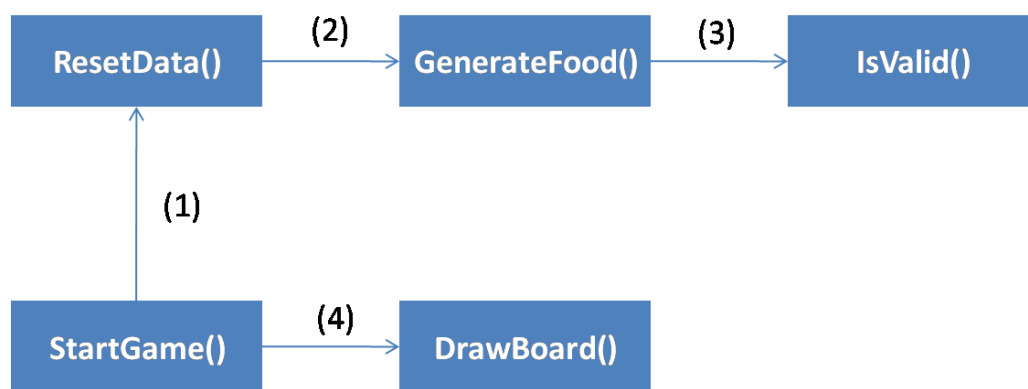 ResetData()
(2)
GenerateFood()
(3)
IsValid()
(1)
StartGame()
(4)
DrawBoard()